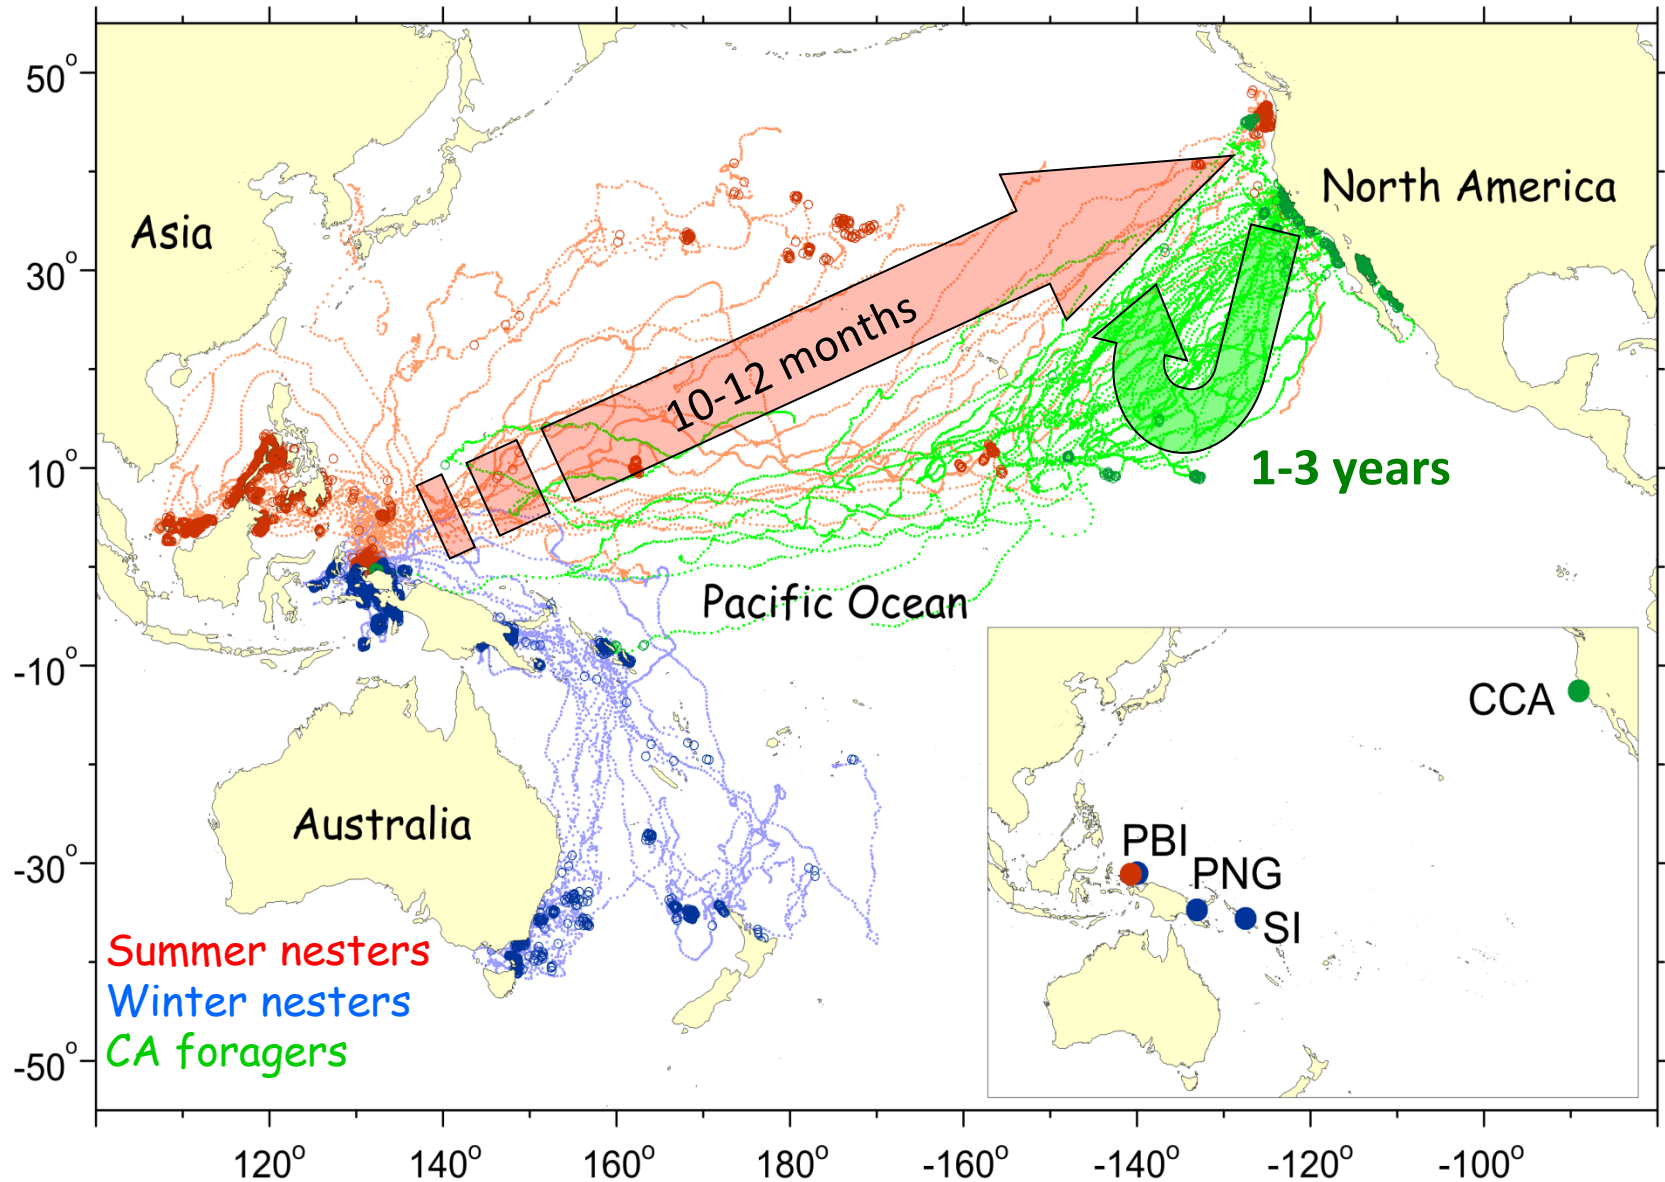 50°
30°
10°
-10°
-30°
-50°
Asia
North America
10-12 months
1-3 years
Pacific Ocean
Australia
Summer nesters
Winter nesters
CA foragers
CCA
PBI
PNG
SI
120° 140° 160° 180° -160° -140° -120° -100°